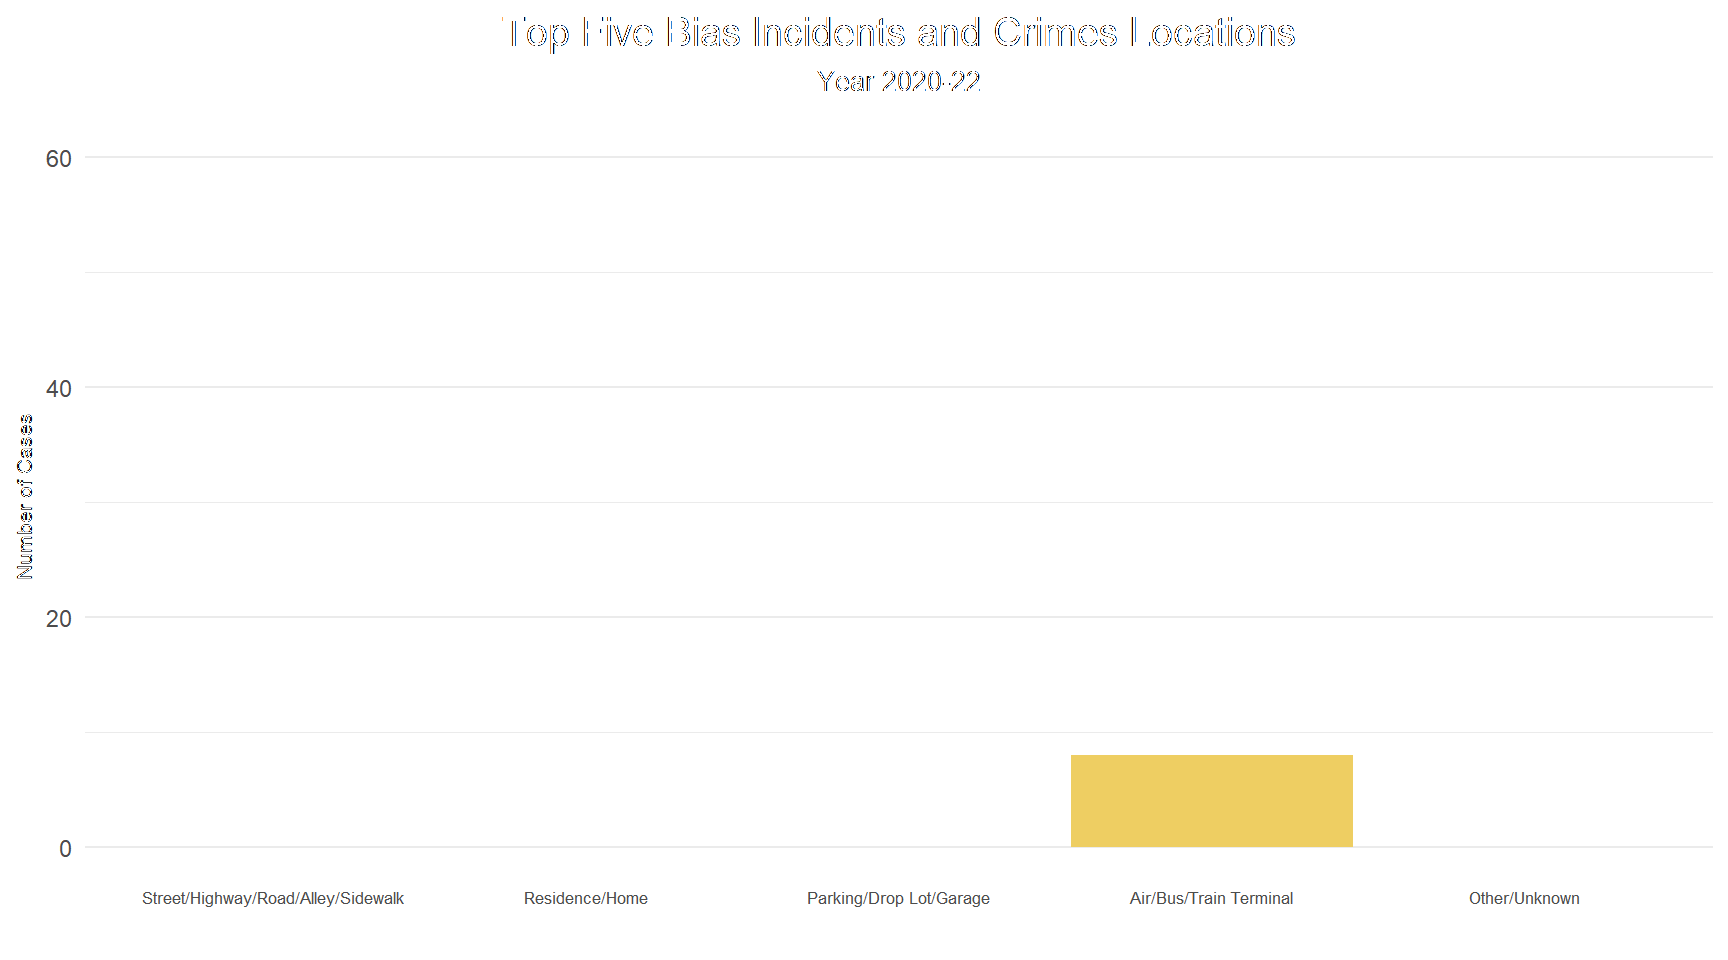 Top Five Bias Incidents and Crimes Locations
Year 2020-22
Number of Cases
60
40
20
0
Street/Highway/Road/Alley/Sidewalk
Residence/Home
Parking/Drop Lot/Garage
Air/Bus/Train Terminal
Other/Unknown